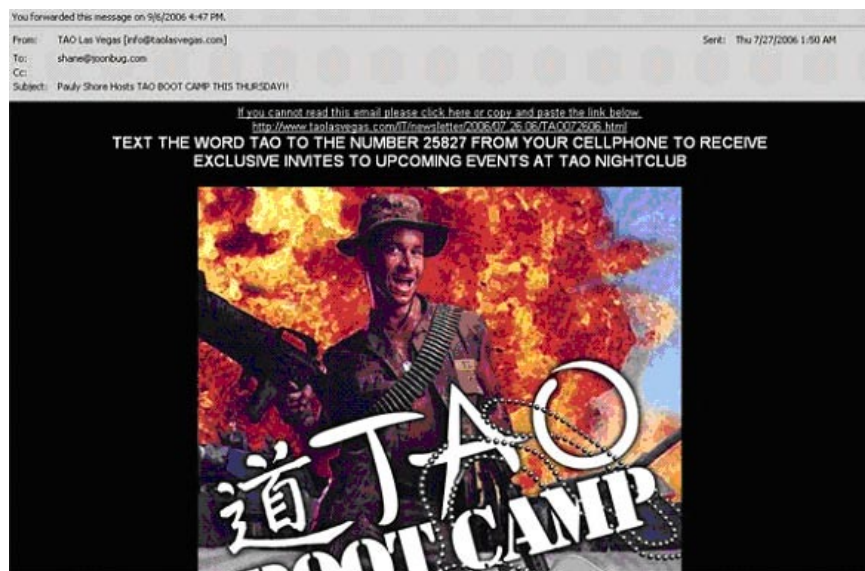 You forwarded this message on 9/6/2006 4:47 PM.
From: TAO Las Vegas [info@taolasvegas.com] Sent: Thu 7/27/2006 1:50 AM
To: shane@joonbug.com
Cc:
Subject: Pauly Shore Hosts TAO BOOT CAMP THIS THURSDAY!!
If you cannot read this email please click here or copy and paste the link below.
http://www.taolasvegas.com/IT/newsletter/2006/07_26_06/TAO072606.html
TEXT THE WORD TAO TO THE NUMBER 25827 FROM YOUR CELLPHONE TO RECEIVE
EXCLUSIVE INVITES TO UPCOMING EVENTS AT TAO NIGHTCLUB
道 TAO
BOOT CAMP